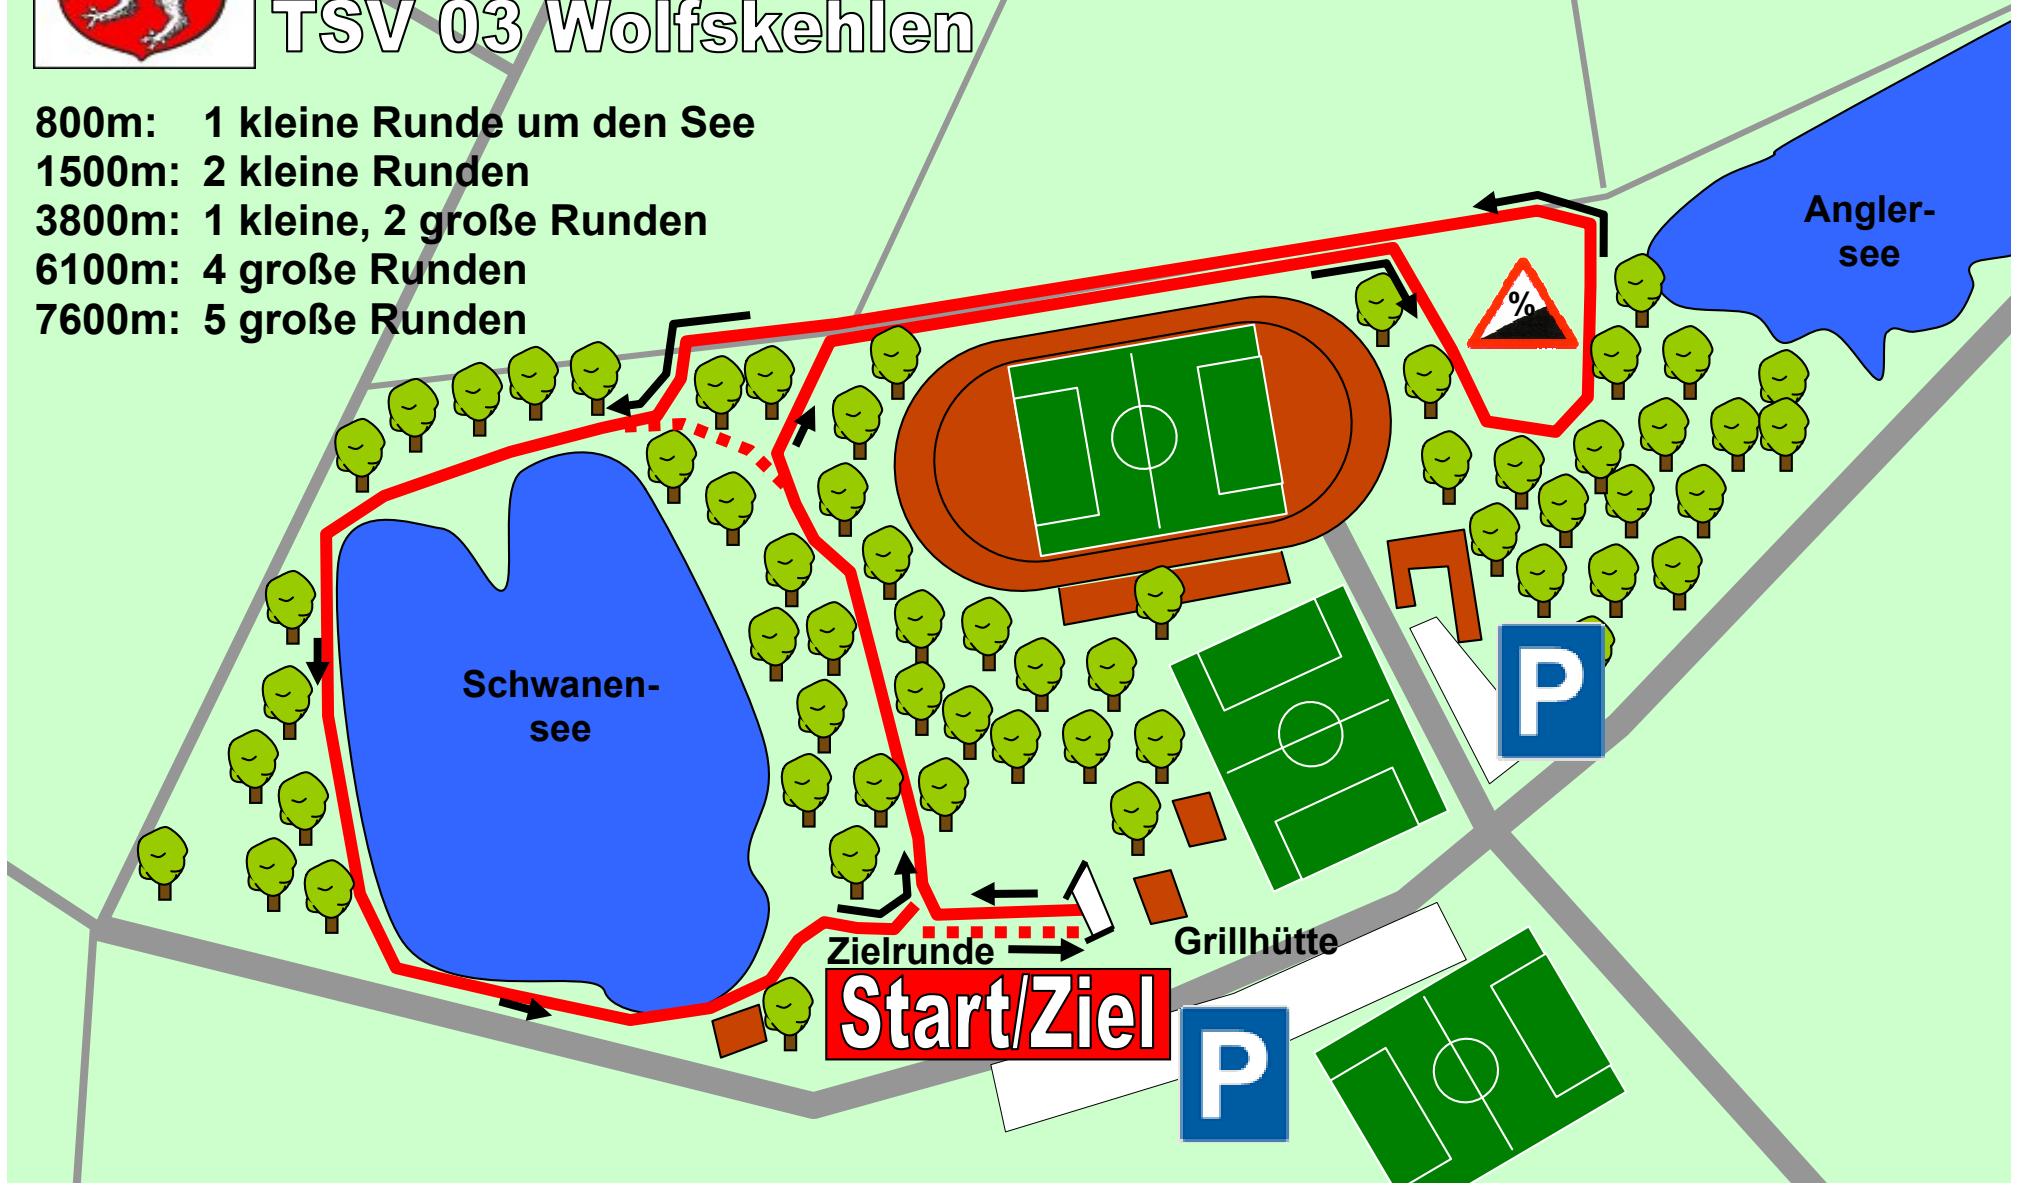 TSV 03 Wolfskehlen
800m: 1 kleine Runde um den See
1500m: 2 kleine Runden
3800m: 1 kleine, 2 große Runden
6100m: 4 große Runden
7600m: 5 große Runden
Angler-
see
%
Schwanen-
see
P
Zielrunde
Grillhütte
Start/Ziel
P